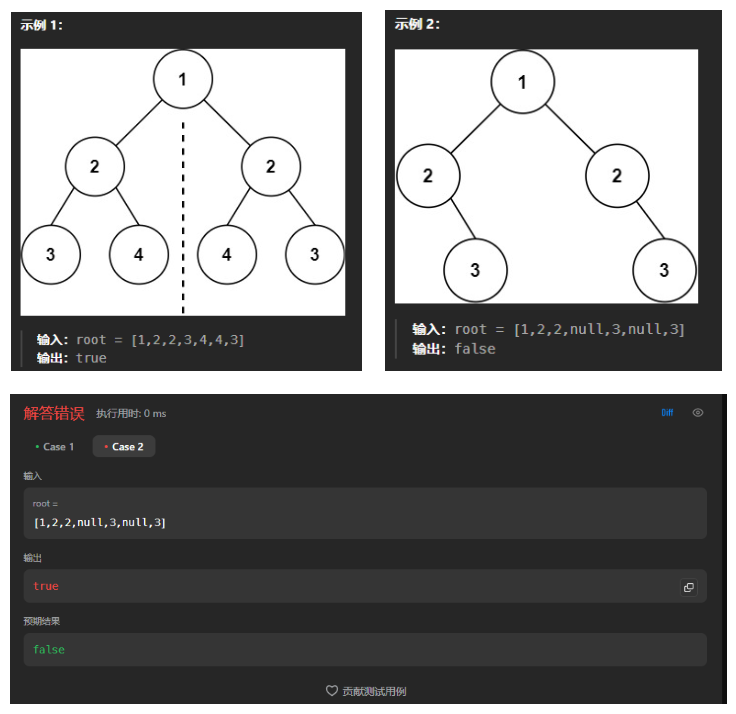 示例 1：
1
2 2
3 4 4 3
输入：root = [1,2,2,3,4,4,3]
输出：true
示例 2：
1
2 2
3 3
输入：root = [1,2,2,null,3,null,3]
输出：false
解答错误 执行用时: 0 ms Diff
• Case 1 • Case 2
输入
root =
[1,2,2,null,3,null,3]
输出
true
预期结果
false
贡献测试用例